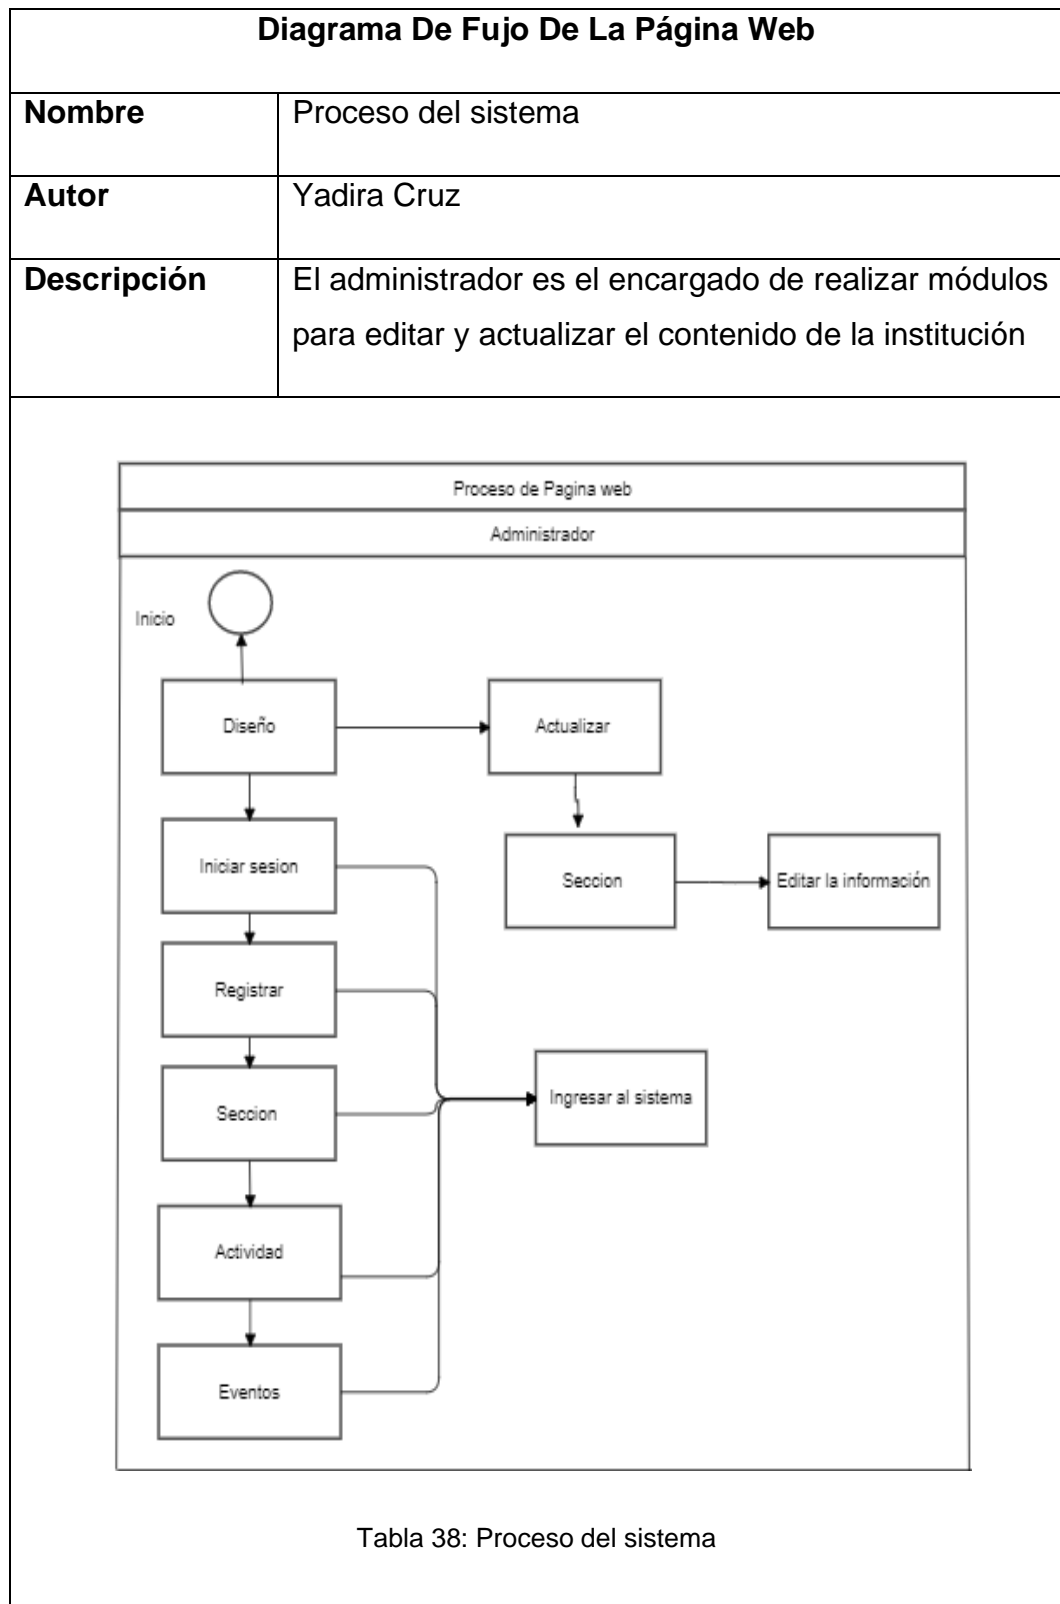 Diagrama De Fujo De La Página Web
Nombre
Proceso del sistema
Autor
Yadira Cruz
Descripción
El administrador es el encargado de realizar módulos
para editar y actualizar el contenido de la institución
Proceso de Pagina web
Administrador
Inicio
Diseño
Actualizar
Iniciar sesion
Seccion
Editar la información
Registrar
Seccion
Ingresar al sistema
Actividad
Eventos
Tabla 38: Proceso del sistema